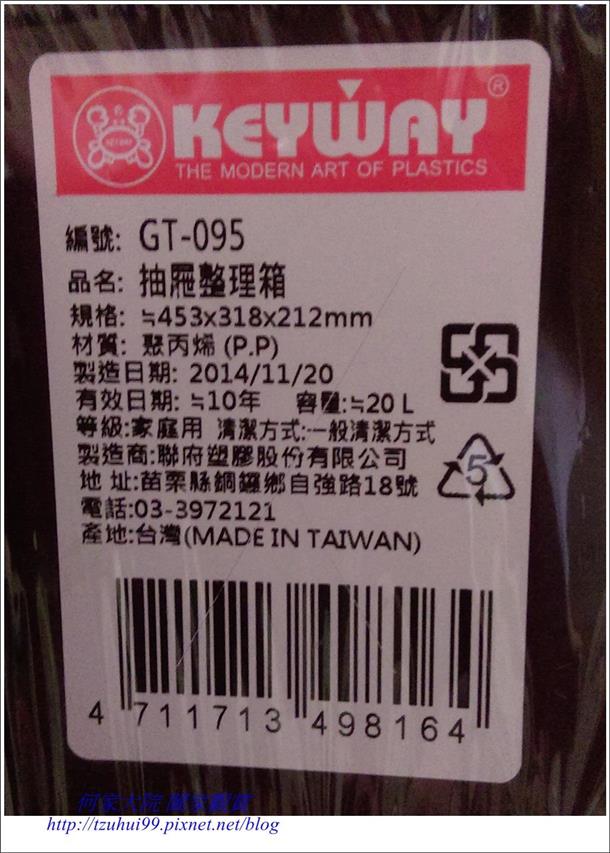 KEYWAY ®
THE MODERN ART OF PLASTICS
編號: GT-095
品名: 抽屜整理箱
規格: ≒453x318x212mm
材質: 聚丙烯 (P.P)
製造日期: 2014/11/20
有效日期:≒10年 容量:≒20 L
等級:家庭用 清潔方式:一般清潔方式
製造商:聯府塑膠股份有限公司
地 址:苗栗縣銅鑼鄉自強路18號
5
電話:03-3972121
產地:台灣(MADE IN TAIWAN)
4 711713 498164
http://tzuhui99.pixnet.net/blog